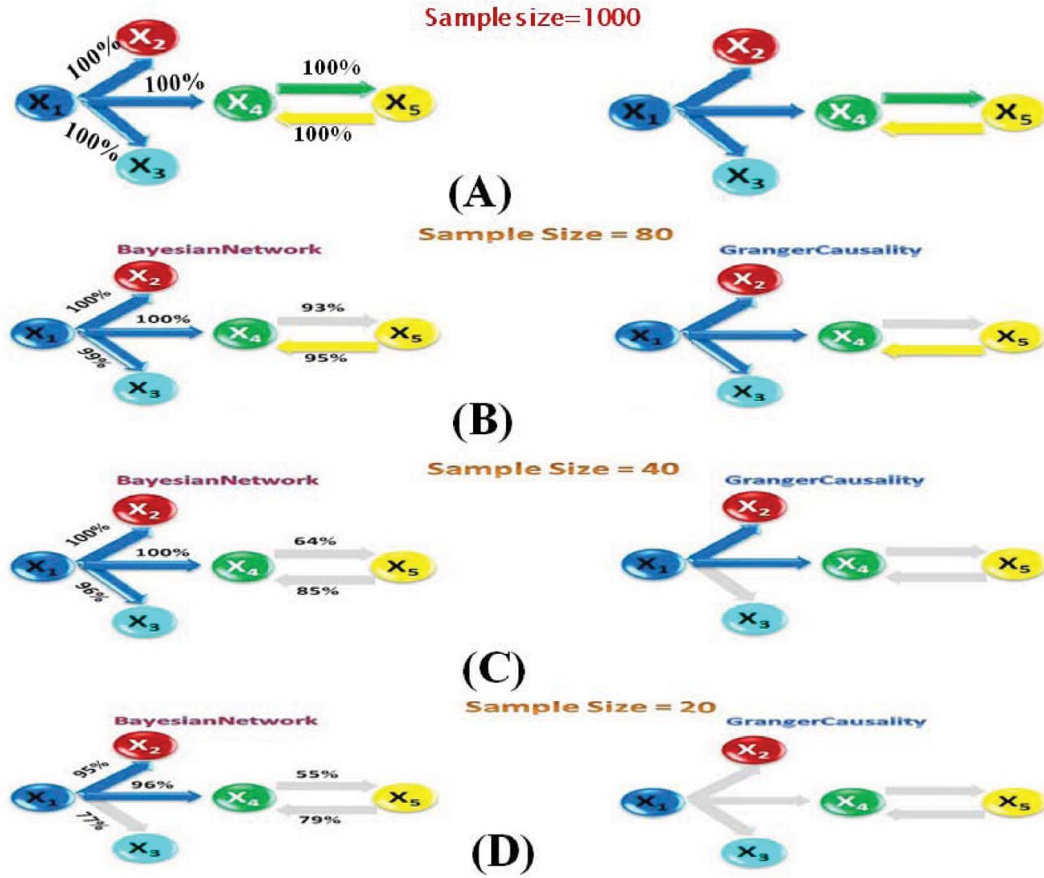 Sample size=1000
X2
X2
100%
100%
100%
X1
X4
X5
X1
X4
X5
100%
100%
X3
X3
(A)
Sample Size = 80
BayesianNetwork
GrangerCausality
X2
X2
100%
100%
93%
X1
X4
X5
X1
X4
X5
99%
95%
X3
X3
(B)
Sample Size = 40
BayesianNetwork
GrangerCausality
X2
X2
100%
100%
64%
X1
X4
X5
X1
X4
X5
96%
85%
X3
X3
(C)
Sample Size = 20
BayesianNetwork
GrangerCausality
X2
X2
95%
96%
55%
X1
X4
X5
X1
X4
X5
77%
79%
X3
X3
(D)